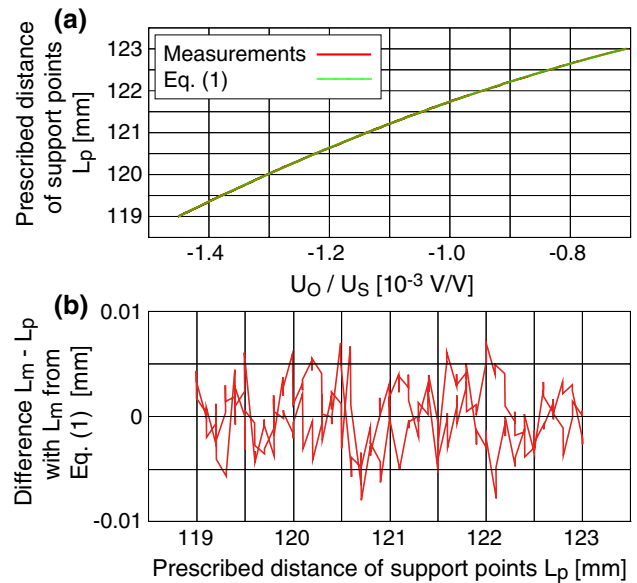 (a)
Prescribed distance
of support points
Lp [mm]
123
122
121
120
119
Measurements
Eq. (1)
-1.4 -1.2 -1.0 -0.8
UO / US [10-3 V/V]
(b)
Difference Lm - Lp
with Lm from
Eq. (1) [mm]
0.01
0
-0.01
119 120 121 122 123
Prescribed distance of support points Lp [mm]